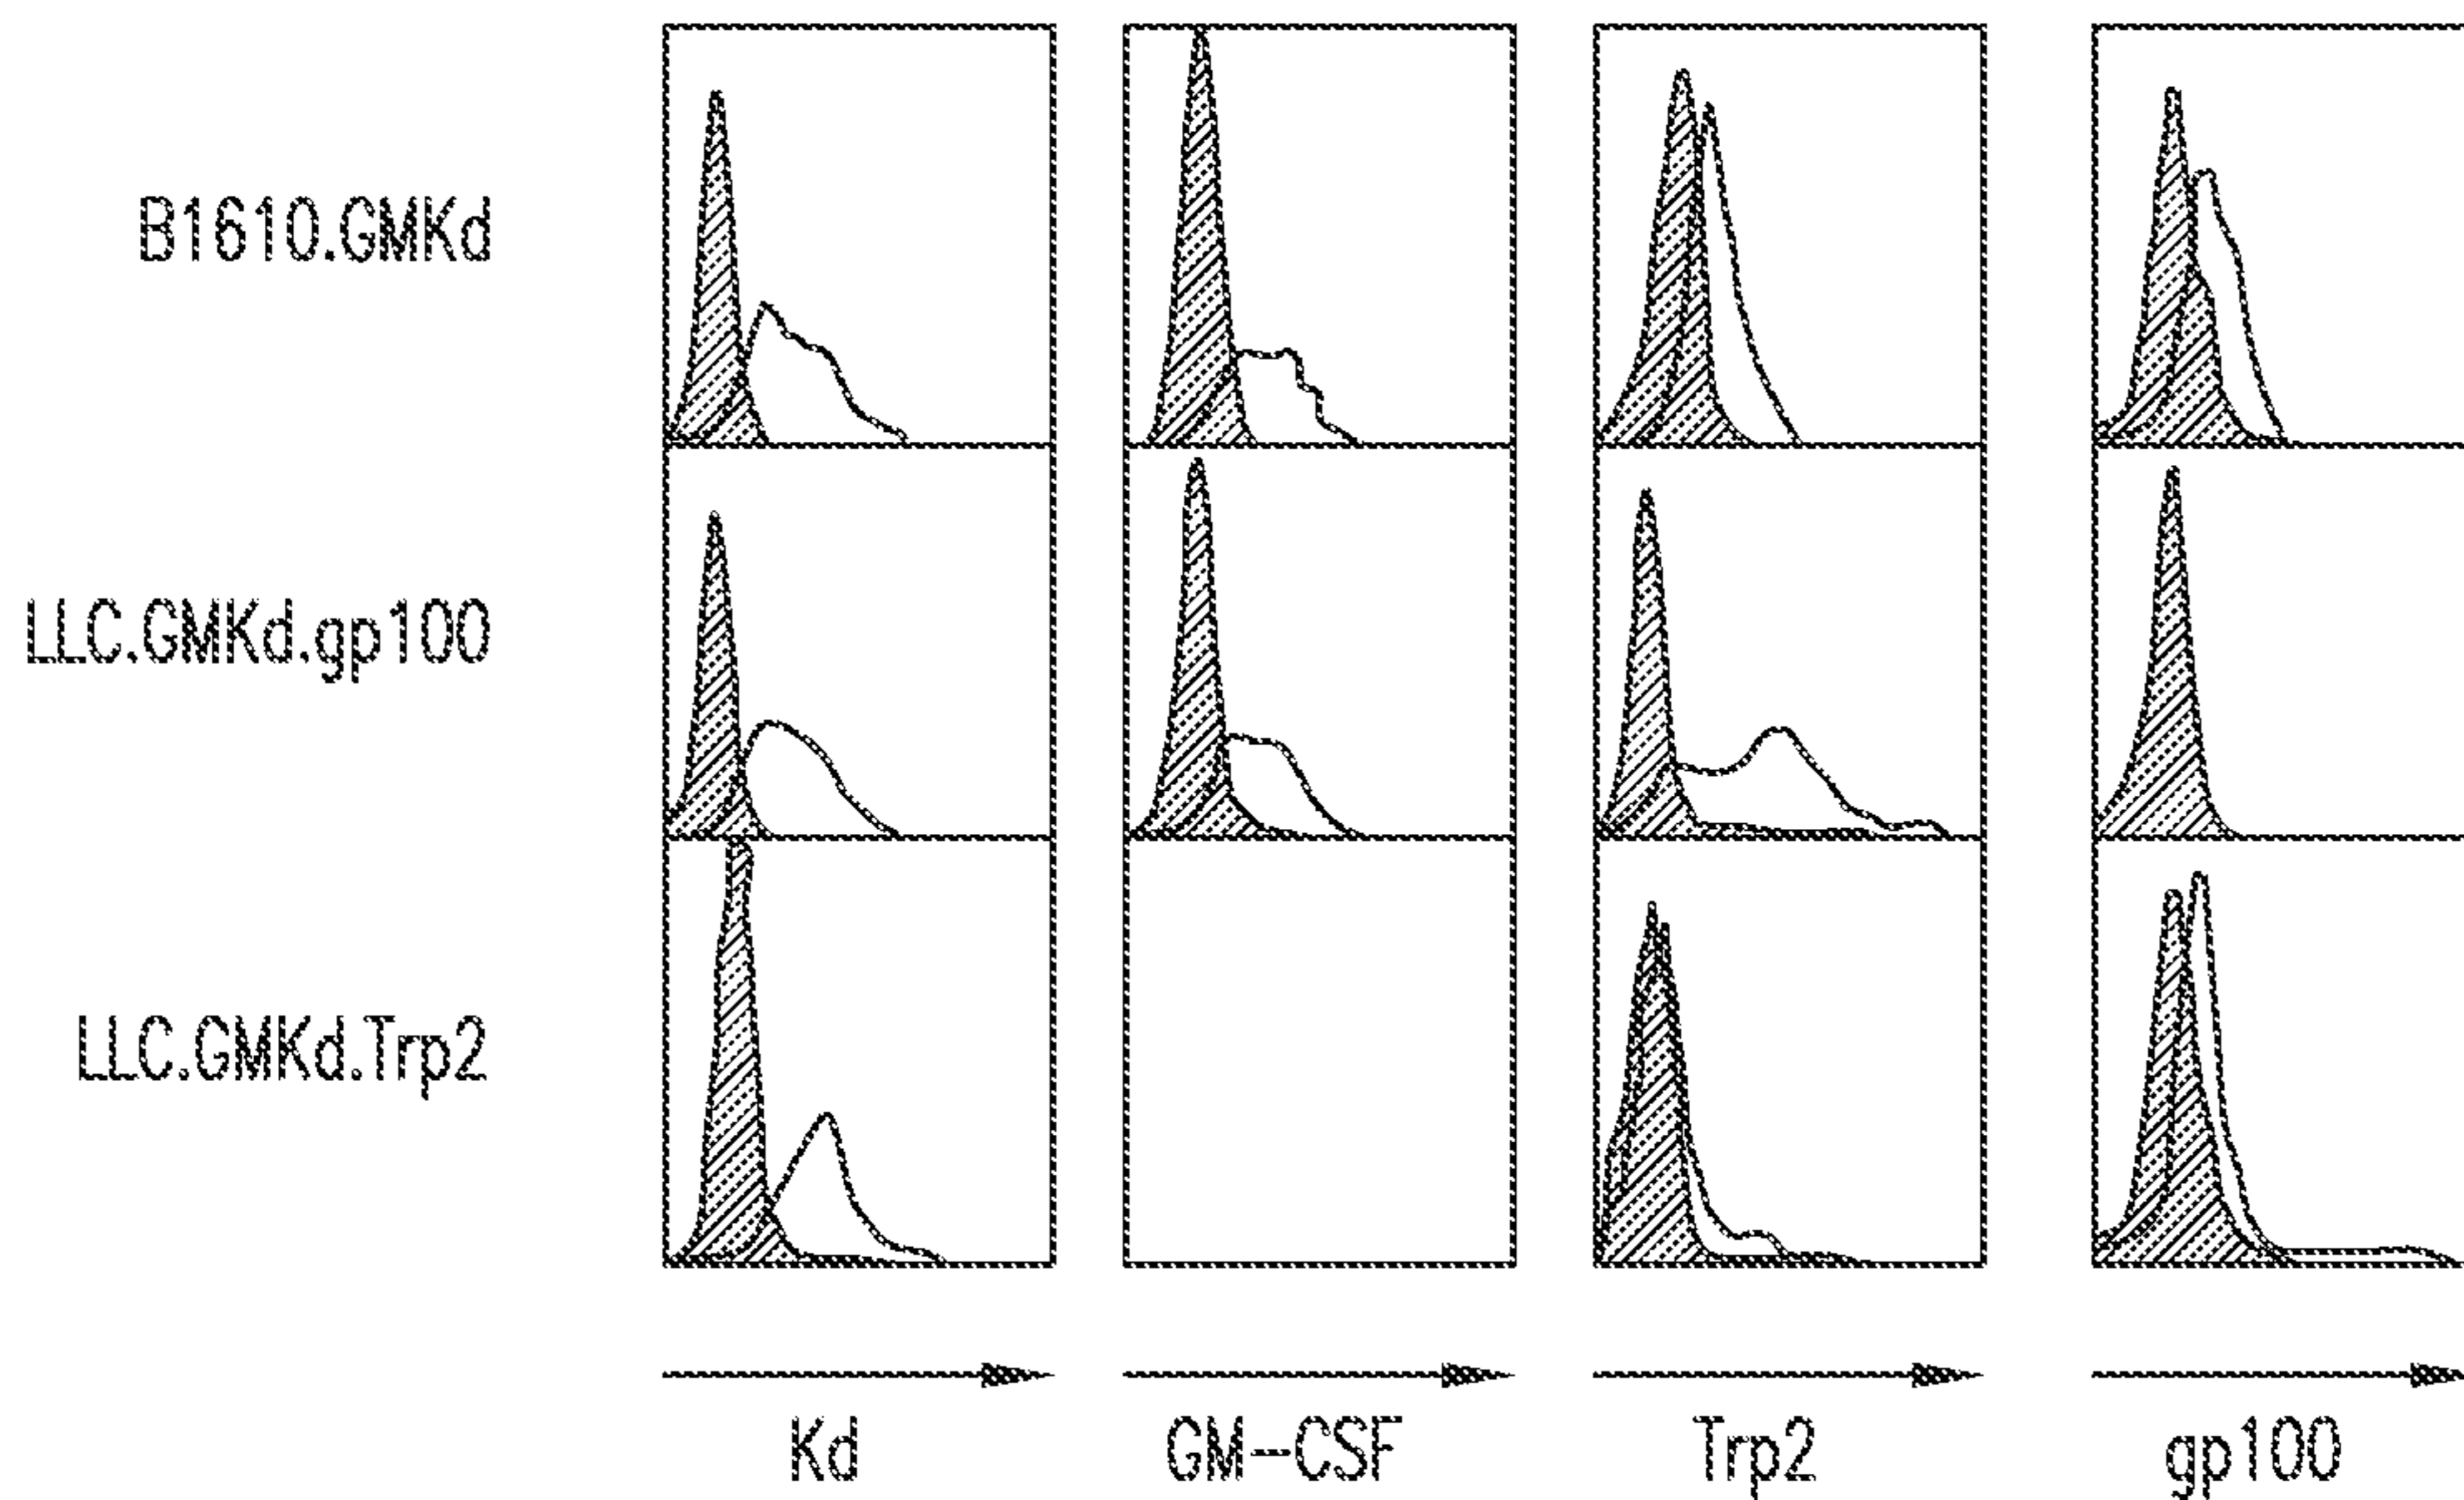 B1610.GMKd
LLC.GMKd.gp100
LLC.GMKd.Trp2
Kd
GM-CSF
Trp2
gp100